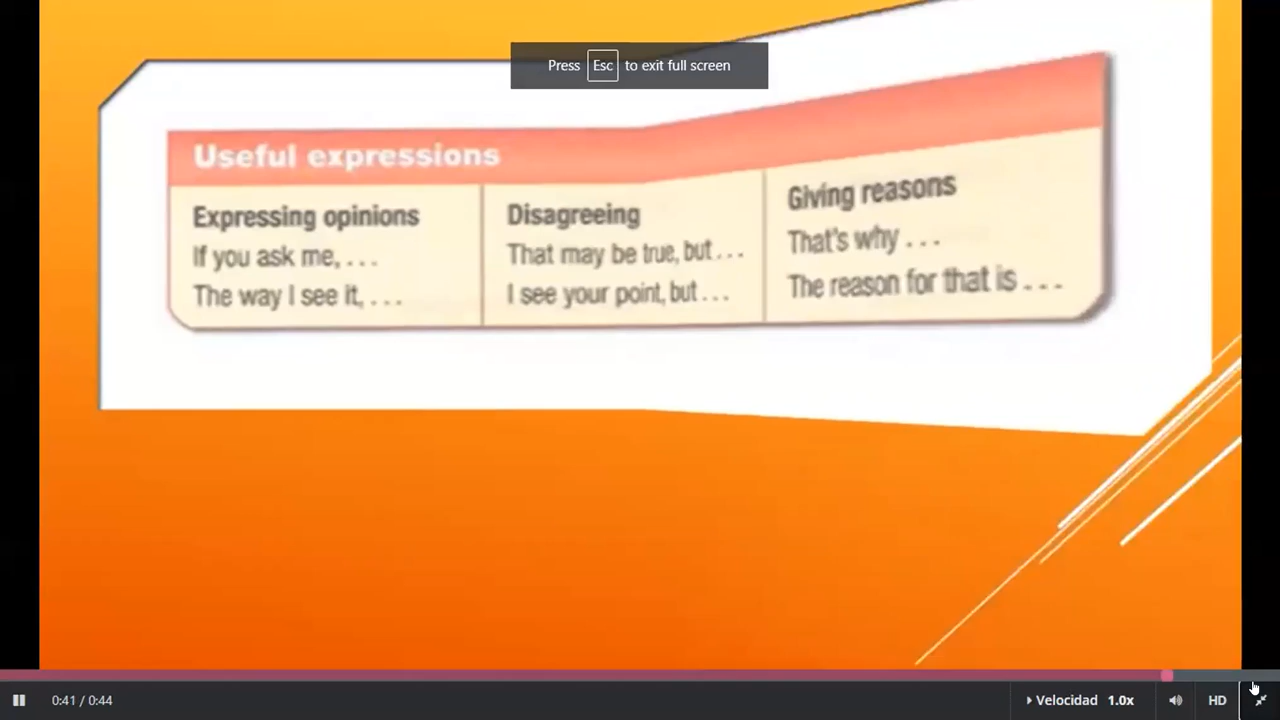 Press Esc to exit full screen
Useful expressions
Expressing opinions
If you ask me, . . .
The way I see it, . . .
Disagreeing
That may be true, but . . .
I see your point, but . . .
Giving reasons
That's why . . .
The reason for that is . . .
0:41 / 0:44
Velocidad 1.0x
HD